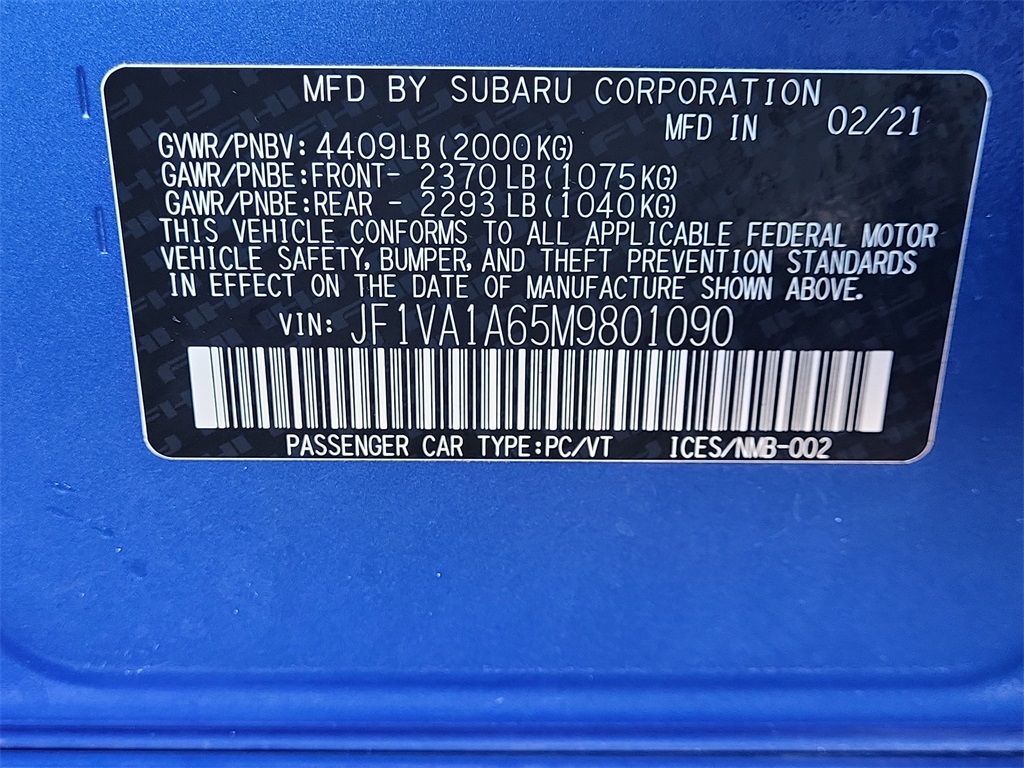 MFD BY SUBARU CORPORATION
MFD IN 02/21
GVWR/PNBV: 4409LB(2000KG)
GAWR/PNBE:FRONT- 2370LB(1075KG)
GAWR/PNBE:REAR - 2293LB(1040KG)
THIS VEHICLE CONFORMS TO ALL APPLICABLE FEDERAL MOTOR
VEHICLE SAFETY, BUMPER, AND THEFT PREVENTION STANDARDS
IN EFFECT ON THE DATE OF MANUFACTURE SHOWN ABOVE.
VIN: JF1VA1A65M9801090
PASSENGER CAR TYPE:PC/VT ICES/NMB-002